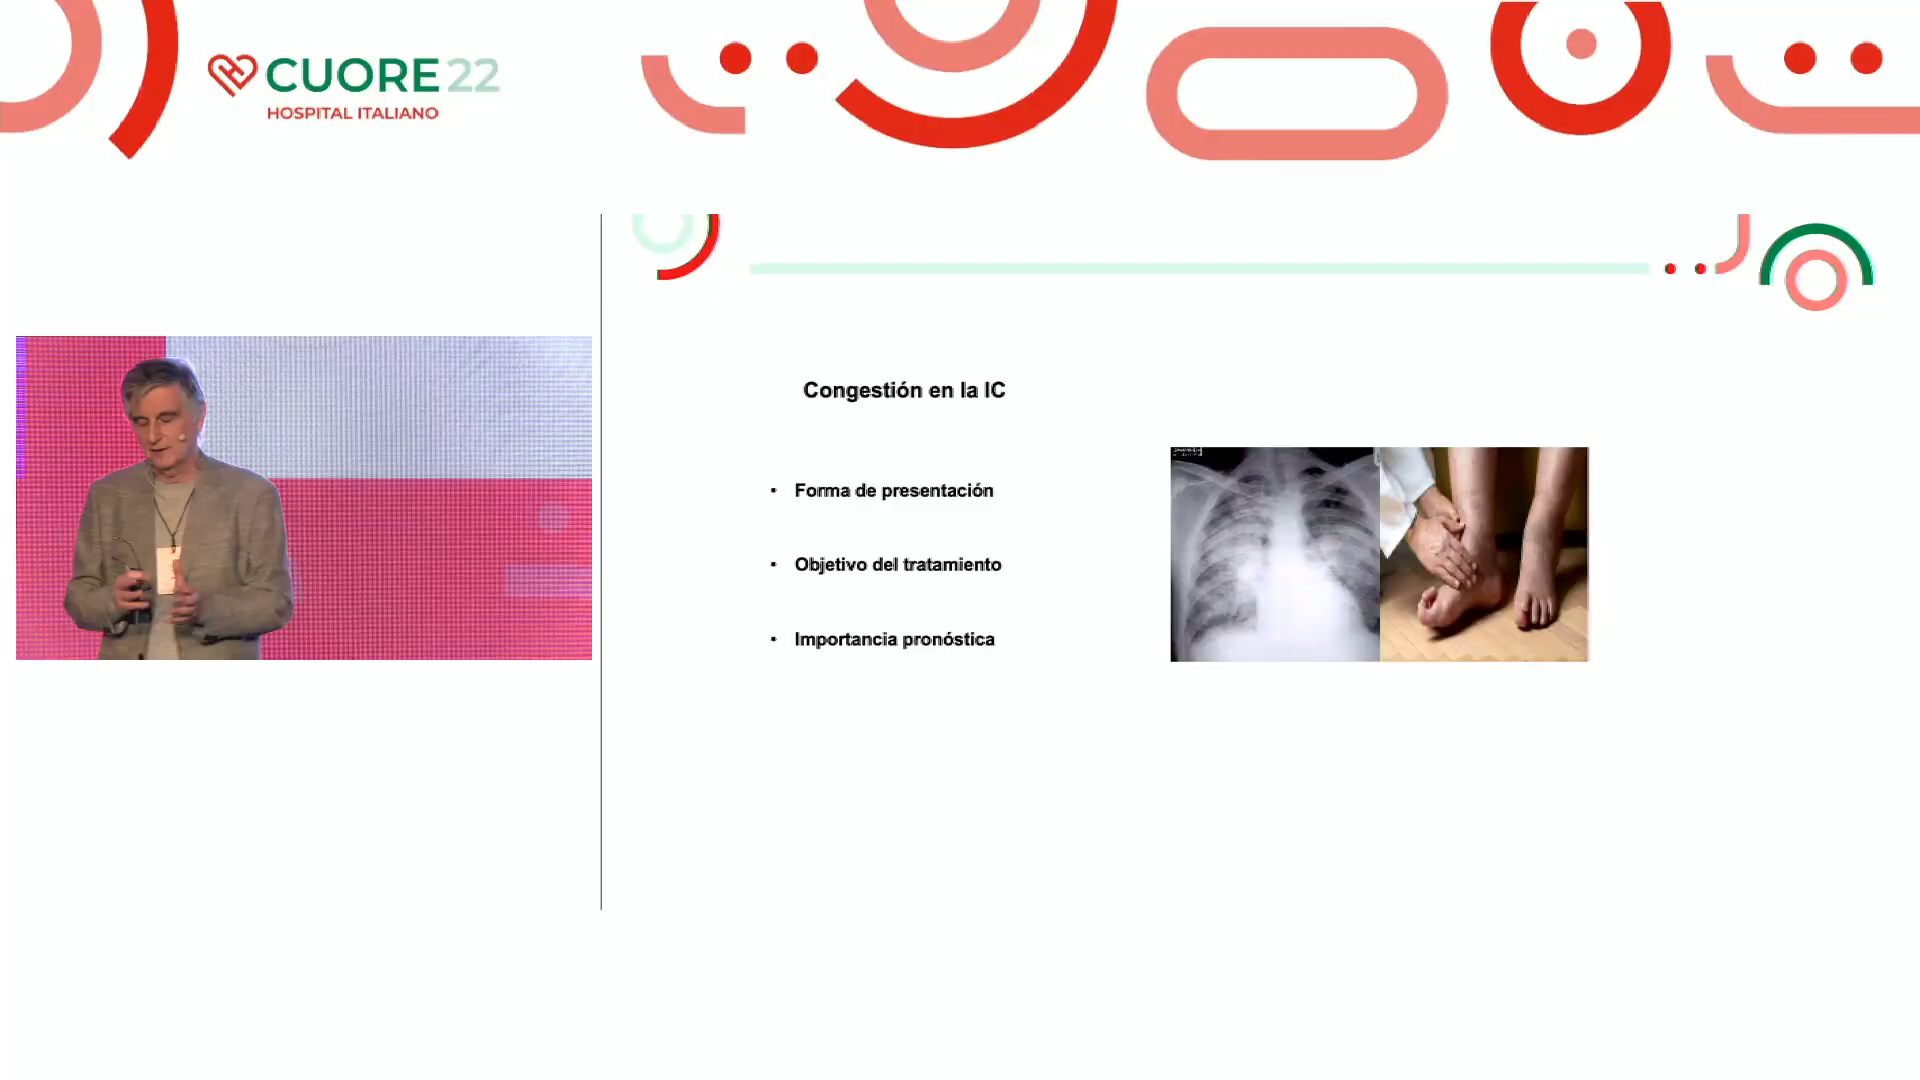 CUORE 22
HOSPITAL ITALIANO
Congestión en la IC
• Forma de presentación
• Objetivo del tratamiento
• Importancia pronóstica